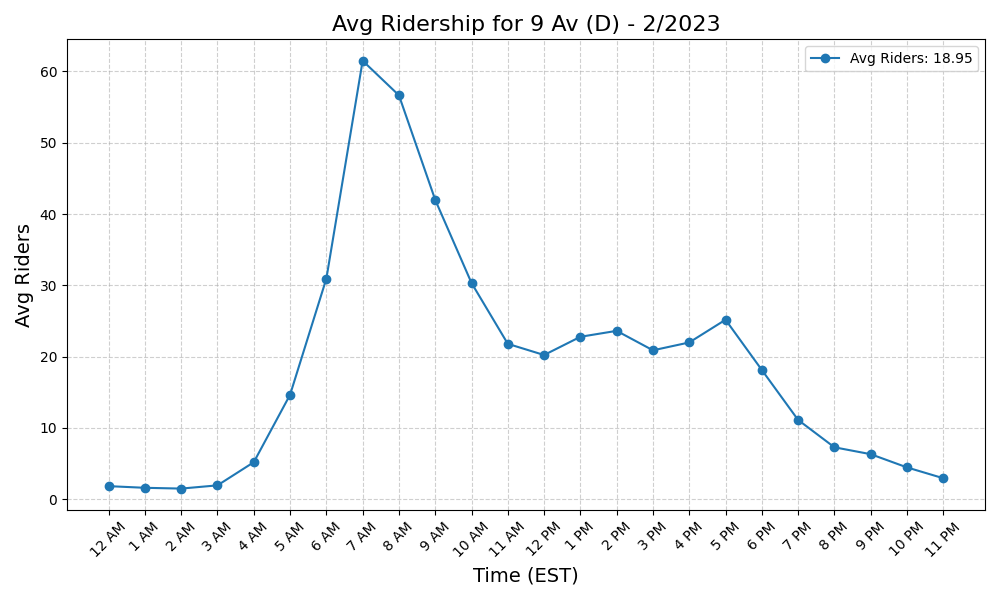 Avg Ridership for 9 Av (D) - 2/2023
Avg Riders: 18.95
Avg Riders
60
50
40
30
20
10
0
12 AM
1 AM
2 AM
3 AM
4 AM
5 AM
6 AM
7 AM
8 AM
9 AM
10 AM
11 AM
12 PM
1 PM
2 PM
3 PM
4 PM
5 PM
6 PM
7 PM
8 PM
9 PM
10 PM
11 PM
Time (EST)